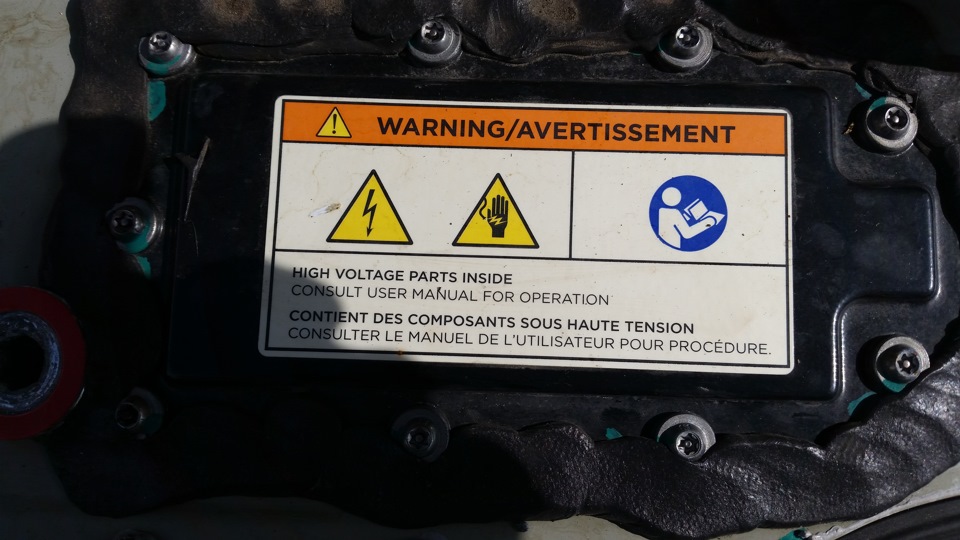 WARNING/AVERTISSEMENT
HIGH VOLTAGE PARTS INSIDE
CONSULT USER MANUAL FOR OPERATION
CONTIENT DES COMPOSANTS SOUS HAUTE TENSION
CONSULTER LE MANUEL DE L'UTILISATEUR POUR PROCÉDURE.